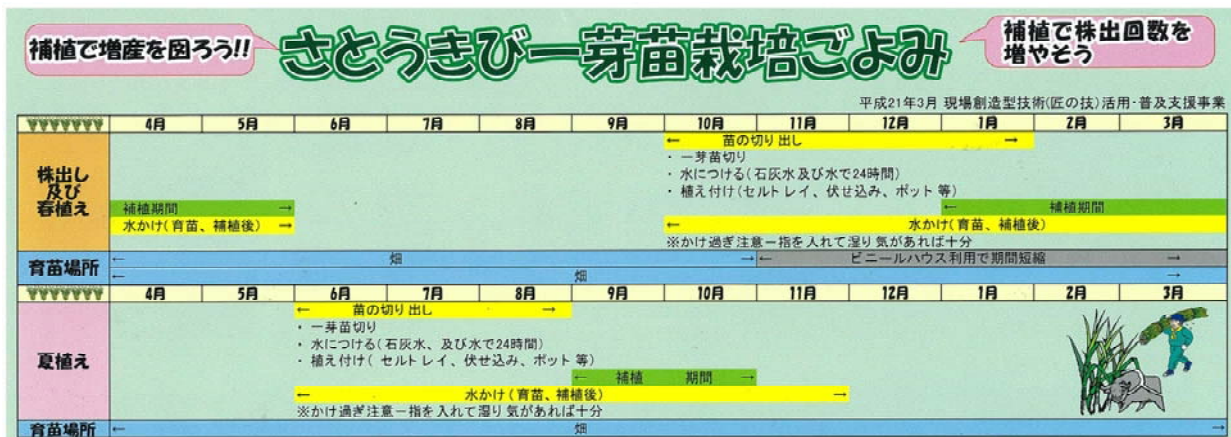 補植で増産を図ろう!!
さとうきび一芽苗栽培ごよみ
補植で株出回数を
増やそう
平成21年3月 現場創造型技術(匠の技)活用・普及支援事業
4月 5月 6月 7月 8月 9月 10月 11月 12月 1月 2月 3月
株出し
及び
春植え
← 苗の切り出し →
・ 一芽苗切り
・ 水につける(石灰水及び水で24時間)
・ 植え付け(セルトレイ、伏せ込み、ポット等)
補植期間 →
← 補植期間
水かけ(育苗、補植後) →
← 水かけ(育苗、補植後)
※かけ過ぎ注意ー指を入れて湿り気があれば十分
育苗場所
← 畑 →
← ビニールハウス利用で期間短縮 →
← 畑 →
4月 5月 6月 7月 8月 9月 10月 11月 12月 1月 2月 3月
夏植え
← 苗の切り出し →
・ 一芽苗切り
・ 水につける(石灰水、及び水で24時間)
・ 植え付け( セルトレイ、伏せ込み、ポット等)
← 補植 期間 →
← 水かけ(育苗、補植後) →
※かけ過ぎ注意ー指を入れて湿り気があれば十分
育苗場所
← 畑 →